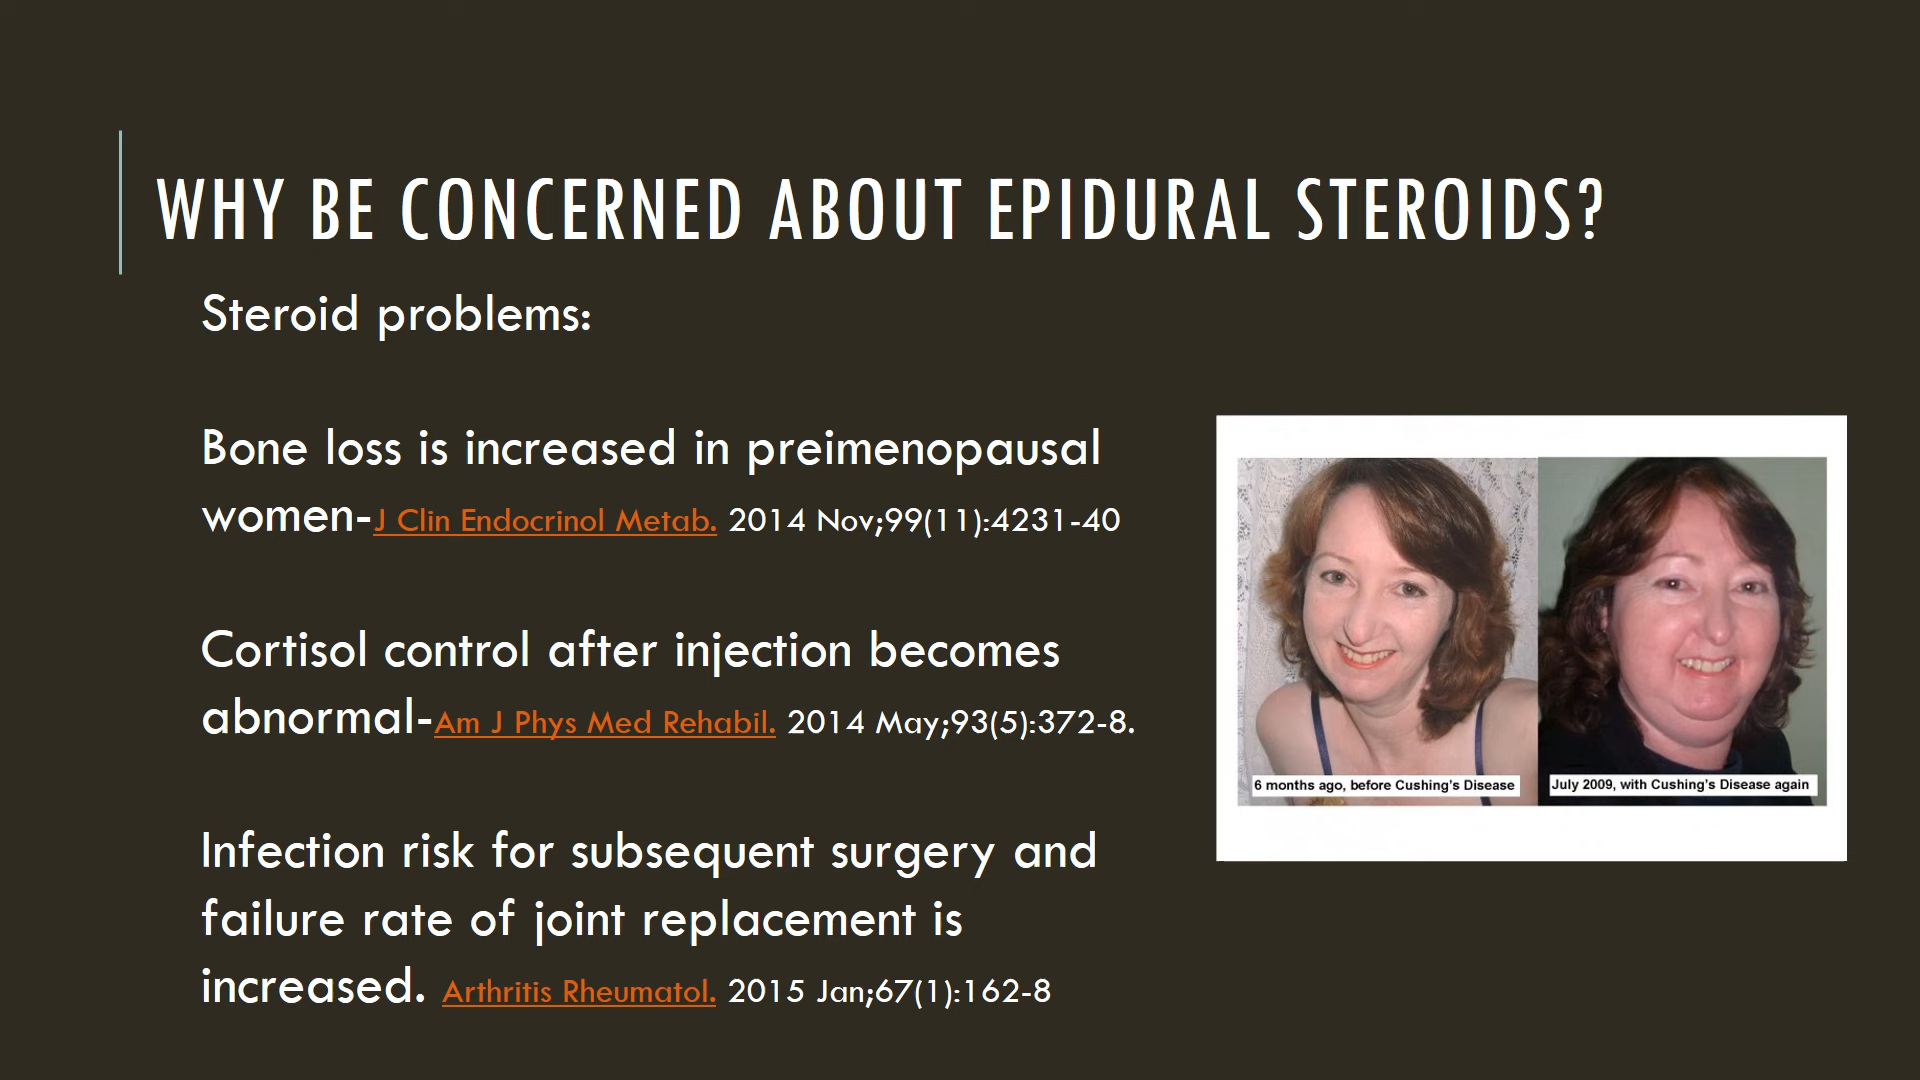 WHY BE CONCERNED ABOUT EPIDURAL STEROIDS?
Steroid problems:
Bone loss is increased in preimenopausal
women-J Clin Endocrinol Metab. 2014 Nov;99(11):4231-40
Cortisol control after injection becomes
abnormal-Am J Phys Med Rehabil. 2014 May;93(5):372-8.
Infection risk for subsequent surgery and
failure rate of joint replacement is
increased. Arthritis Rheumatol. 2015 Jan;67(1):162-8
6 months ago, before Cushing's Disease
July 2009, with Cushing's Disease again